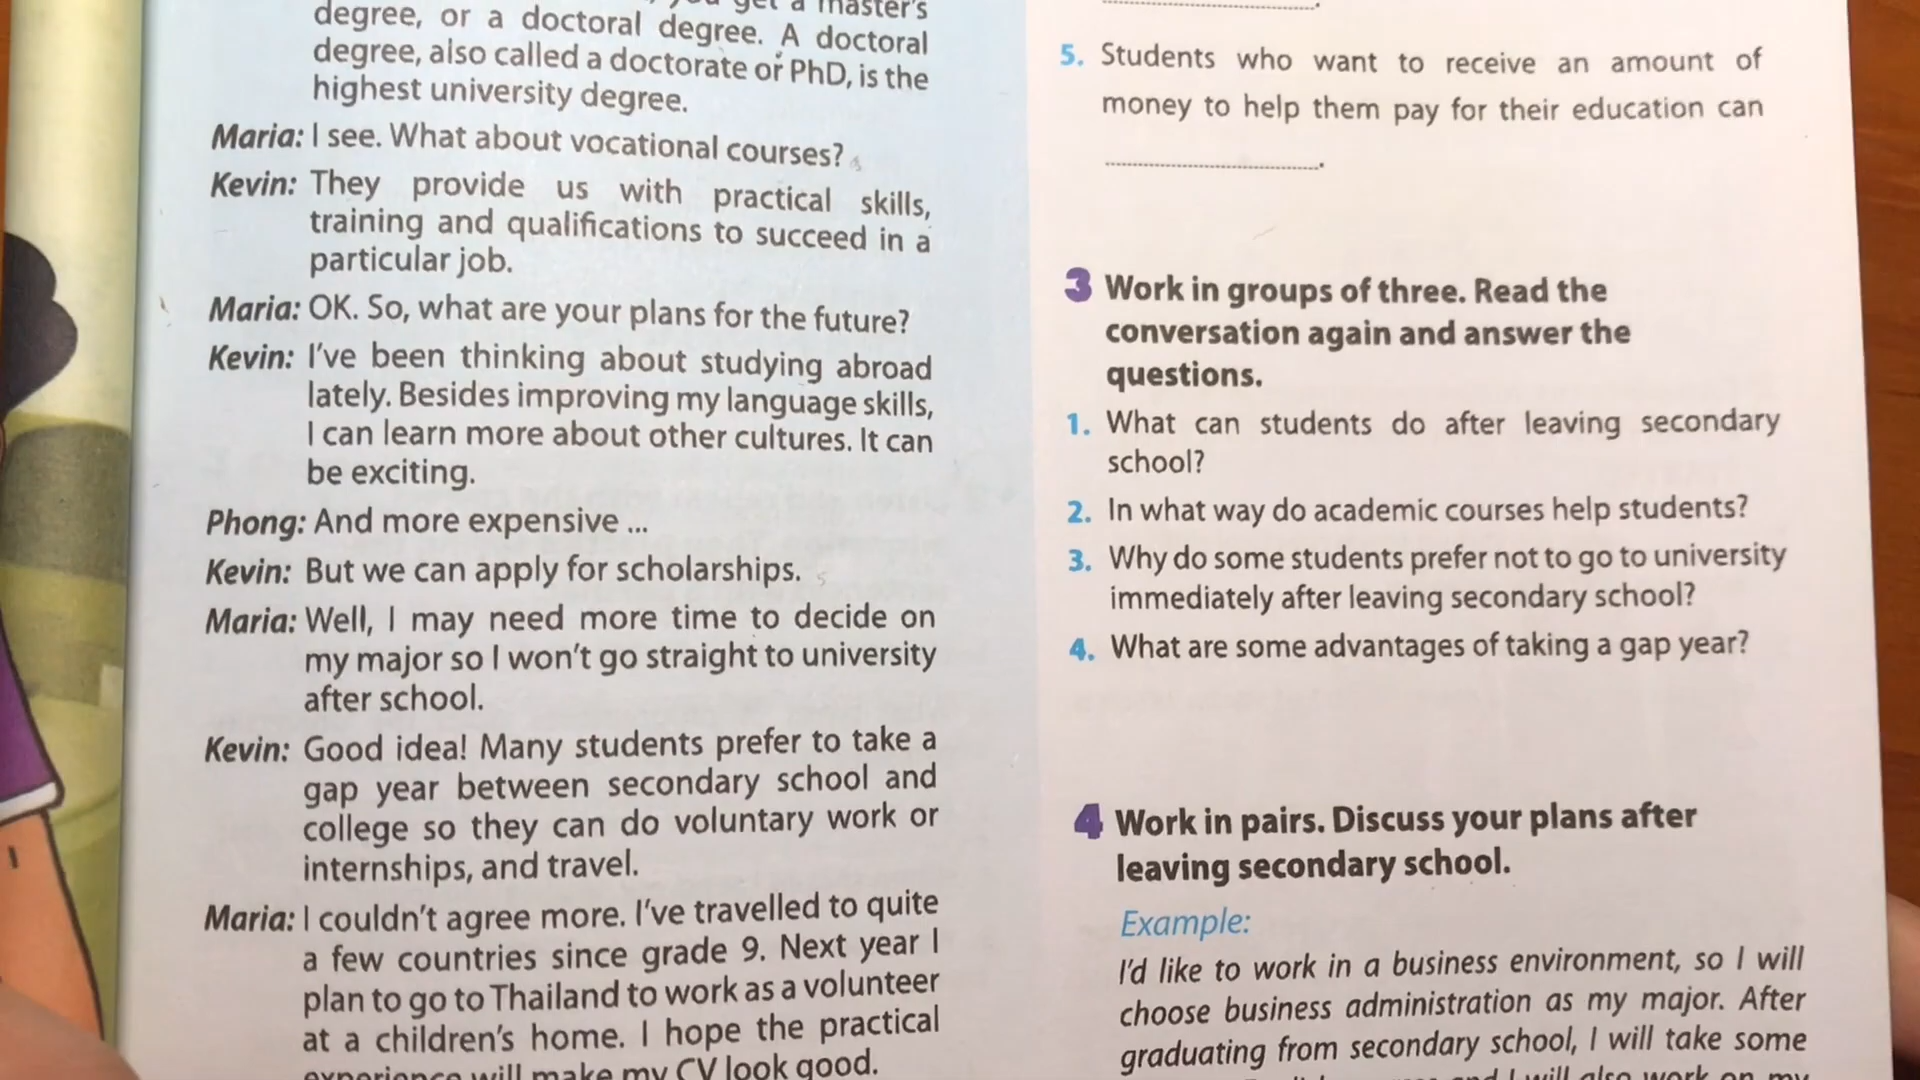 get a master's
degree, or a doctoral degree. A doctoral
degree, also called a doctorate or PhD, is the
highest university degree.
Maria: I see. What about vocational courses?
Kevin: They provide us with practical skills,
training and qualifications to succeed in a
particular job.
Maria: OK. So, what are your plans for the future?
Kevin: I've been thinking about studying abroad
lately. Besides improving my language skills,
I can learn more about other cultures. It can
be exciting.
Phong: And more expensive ...
Kevin: But we can apply for scholarships.
Maria: Well, I may need more time to decide on
my major so I won't go straight to university
after school.
Kevin: Good idea! Many students prefer to take a
gap year between secondary school and
college so they can do voluntary work or
internships, and travel.
Maria: I couldn't agree more. I've travelled to quite
a few countries since grade 9. Next year I
plan to go to Thailand to work as a volunteer
at a children's home. I hope the practical
experience will make my CV look good.
5. Students who want to receive an amount of
money to help them pay for their education can
.
3 Work in groups of three. Read the
conversation again and answer the
questions.
1. What can students do after leaving secondary
school?
2. In what way do academic courses help students?
3. Why do some students prefer not to go to university
immediately after leaving secondary school?
4. What are some advantages of taking a gap year?
4 Work in pairs. Discuss your plans after
leaving secondary school.
Example:
I'd like to work in a business environment, so I will
choose business administration as my major. After
graduating from secondary school, I will take some
and I will also work on my